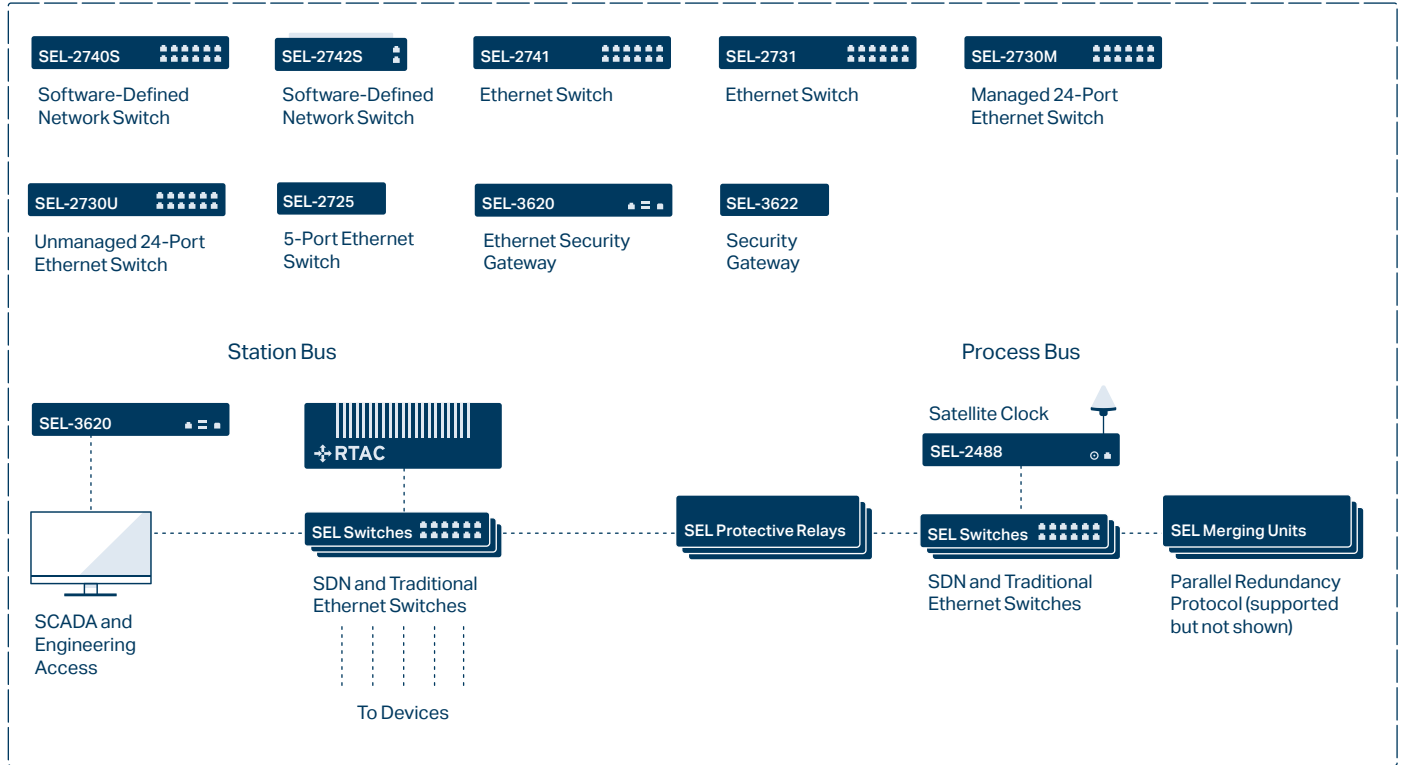 SEL-2740S
Software-Defined
Network Switch
SEL-2742S
Software-Defined
Network Switch
SEL-2741
Ethernet Switch
SEL-2731
Ethernet Switch
SEL-2730M
Managed 24-Port
Ethernet Switch
SEL-2730U
Unmanaged 24-Port
Ethernet Switch
SEL-2725
5-Port Ethernet
Switch
SEL-3620
Ethernet Security
Gateway
SEL-3622
Security
Gateway
Station Bus
SEL-3620
RTAC
SEL Switches
SDN and Traditional
Ethernet Switches
SCADA and
Engineering
Access
To Devices
SEL Protective Relays
Process Bus
Satellite Clock
SEL-2488
SEL Switches
SDN and Traditional
Ethernet Switches
SEL Merging Units
Parallel Redundancy
Protocol (supported
but not shown)